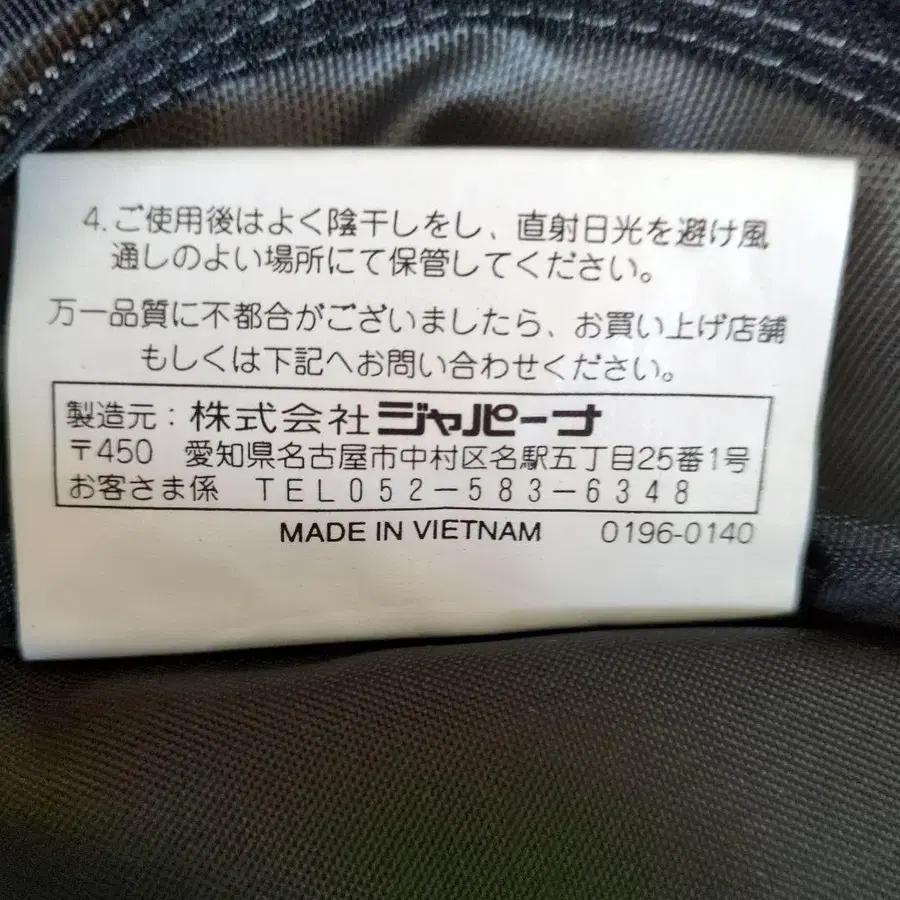 4.ご使用後はよく陰干しをし、直射日光を避け風
通しのよい場所にて保管してください。
万一品質に不都合がございましたら、お買い上げ店舗
もしくは下記へお問い合わせください。
製造元:株式会社ジャパーナ
〒450 愛知県名古屋市中村区名駅五丁目25番1号
お客さま係 TEL052-583-6348
MADE IN VIETNAM 0196-0140